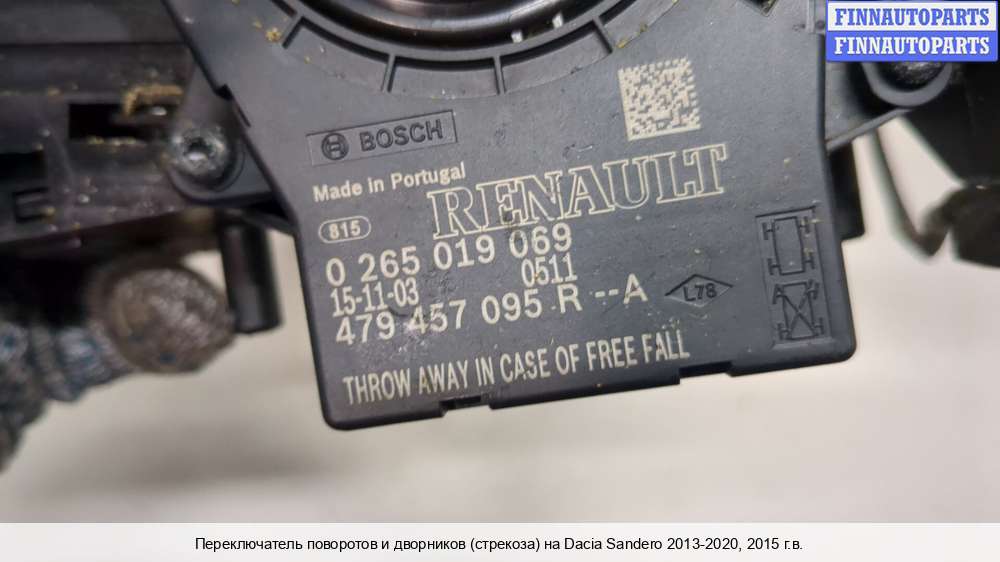 FINNAUTOPARTS
FINNAUTOPARTS
BOSCH
Made in Portugal
RENAULT
815
0 265 019 069
15-11-03 0511
479 457 095 R --A
L78
THROW AWAY IN CASE OF FREE FALL
Переключатель поворотов и дворников (стрекоза) на Dacia Sandero 2013-2020, 2015 г.в.